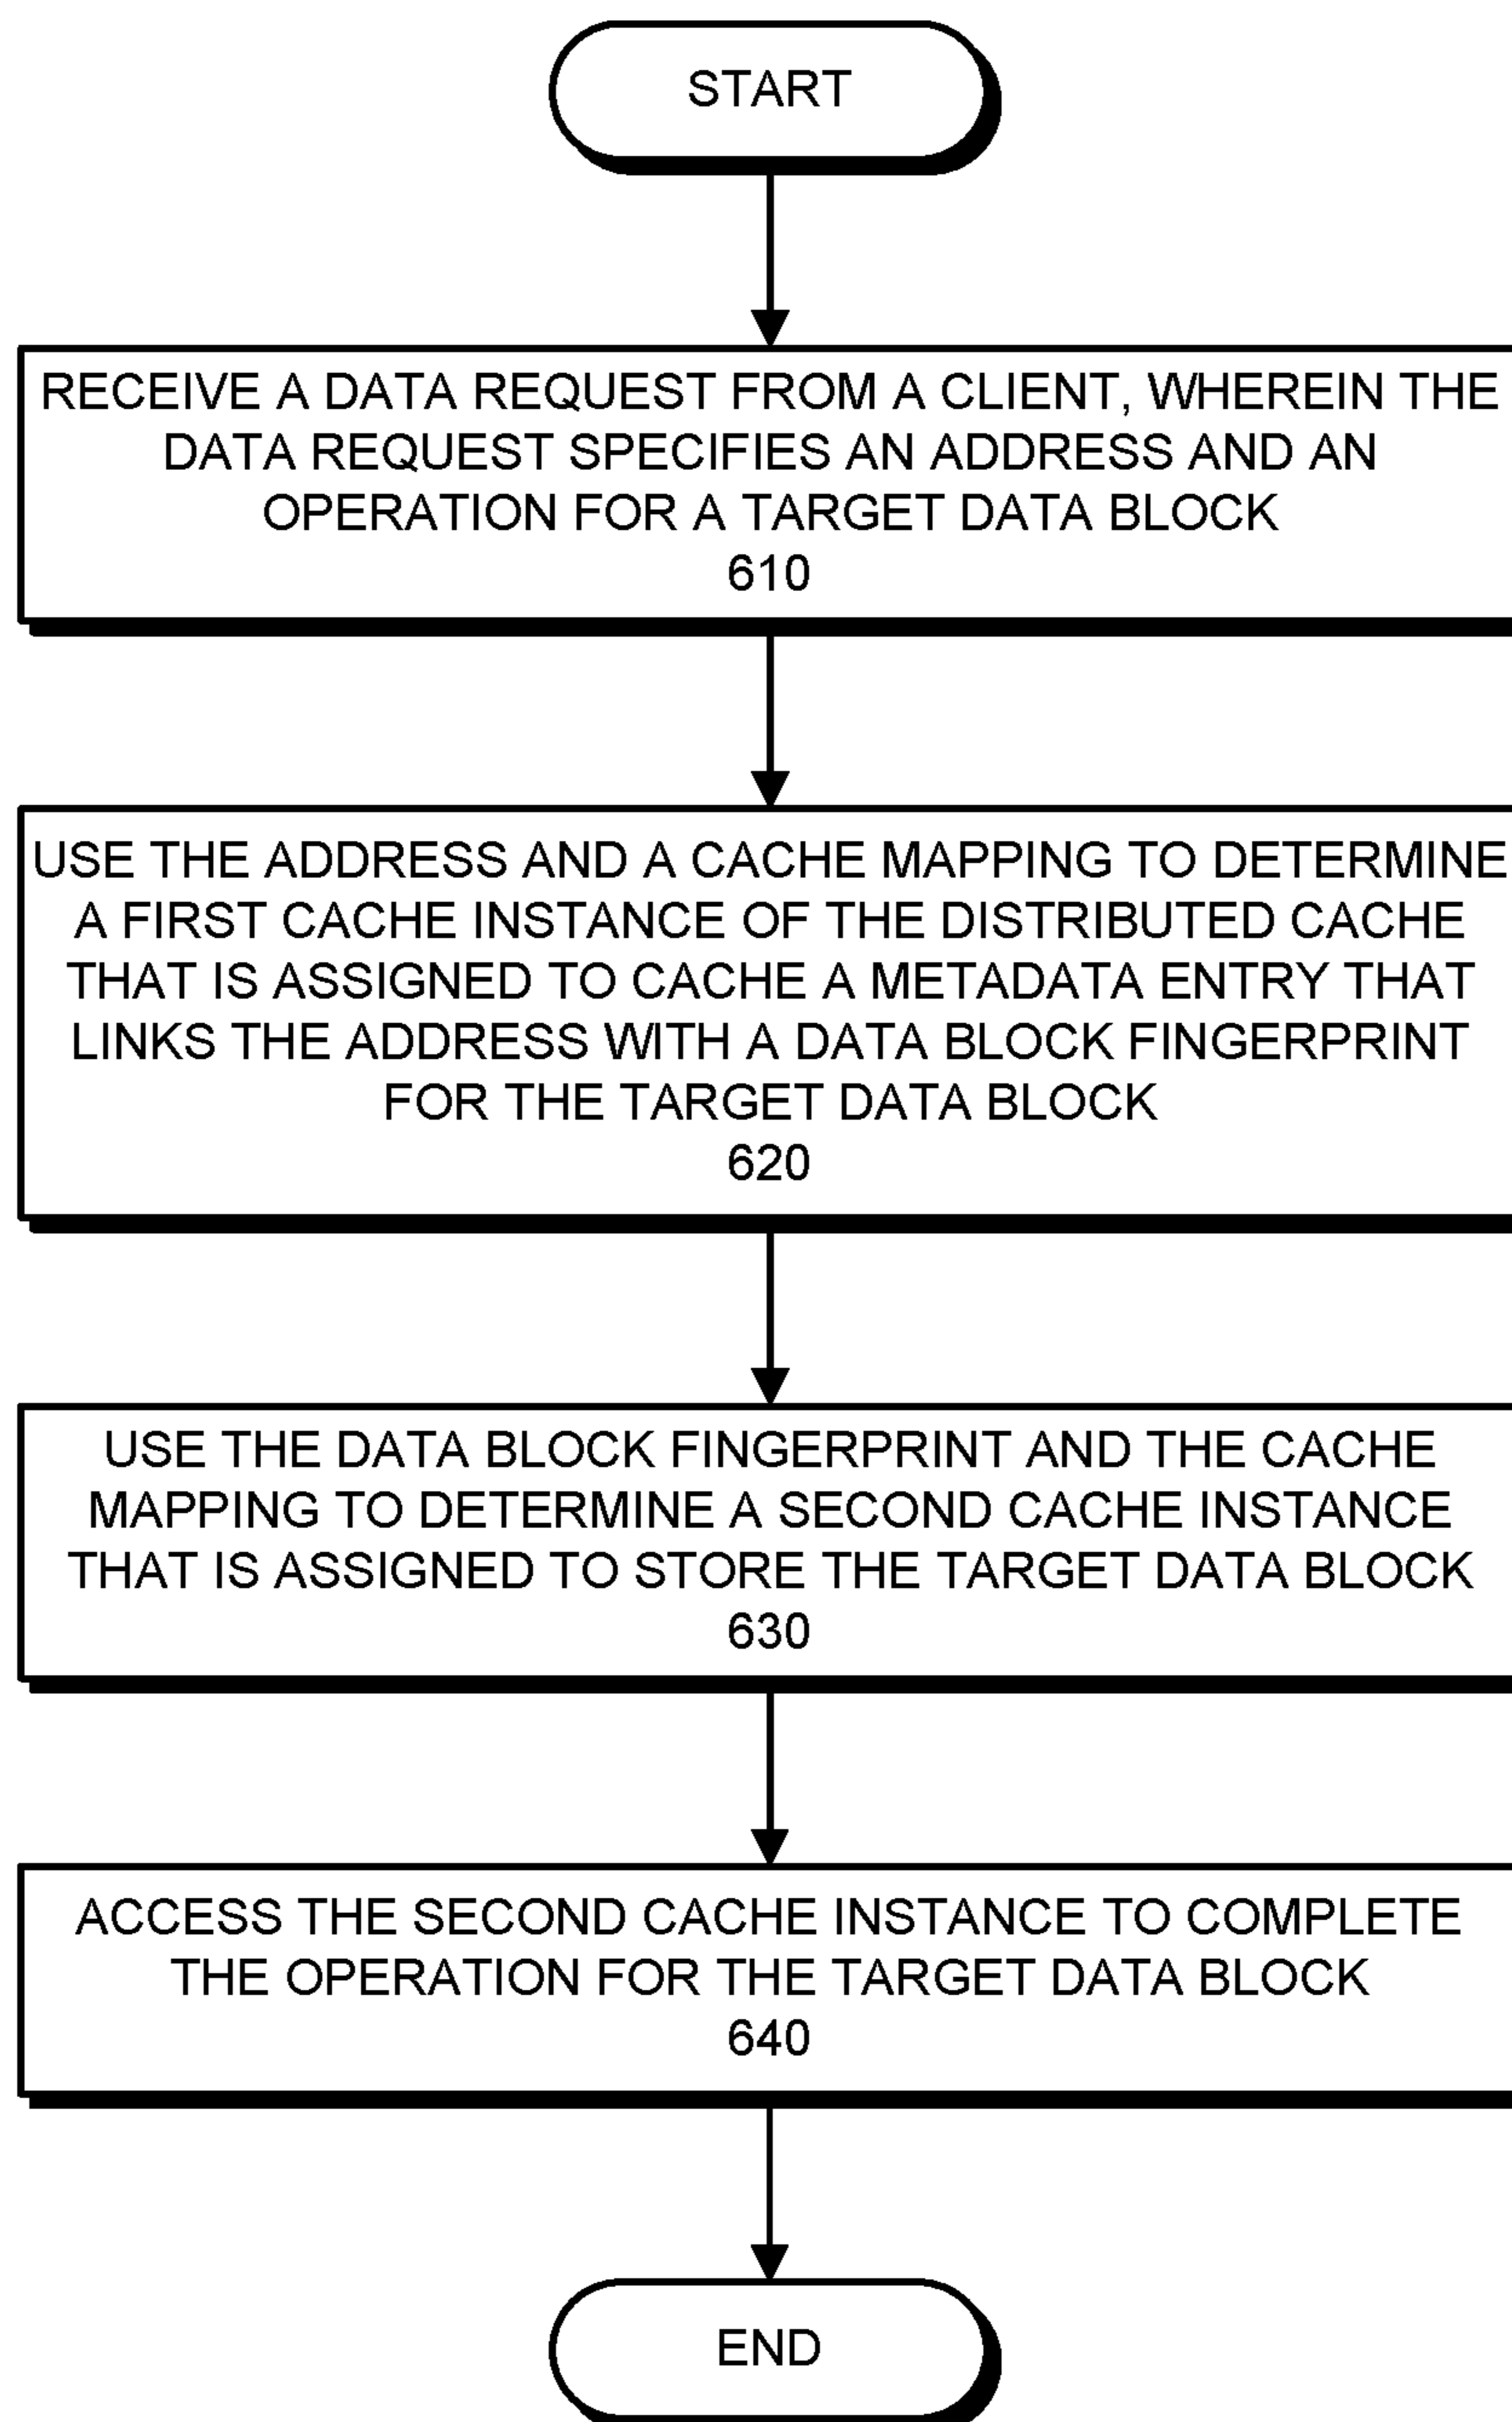 START
RECEIVE A DATA REQUEST FROM A CLIENT, WHEREIN THE
DATA REQUEST SPECIFIES AN ADDRESS AND AN
OPERATION FOR A TARGET DATA BLOCK
610
USE THE ADDRESS AND A CACHE MAPPING TO DETERMINE
A FIRST CACHE INSTANCE OF THE DISTRIBUTED CACHE
THAT IS ASSIGNED TO CACHE A METADATA ENTRY THAT
LINKS THE ADDRESS WITH A DATA BLOCK FINGERPRINT
FOR THE TARGET DATA BLOCK
620
USE THE DATA BLOCK FINGERPRINT AND THE CACHE
MAPPING TO DETERMINE A SECOND CACHE INSTANCE
THAT IS ASSIGNED TO STORE THE TARGET DATA BLOCK
630
ACCESS THE SECOND CACHE INSTANCE TO COMPLETE
THE OPERATION FOR THE TARGET DATA BLOCK
640
END